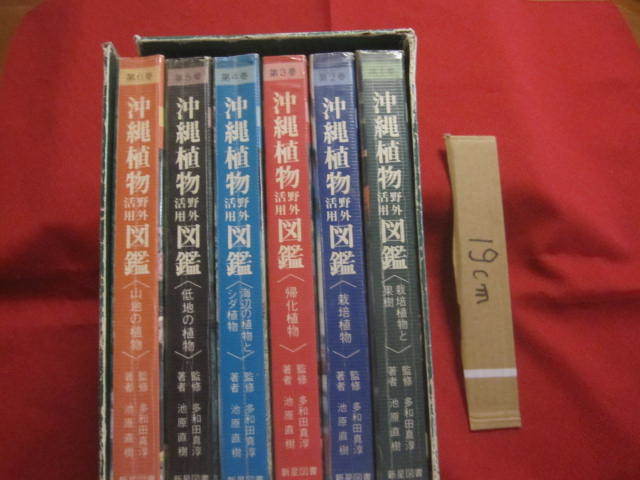 第6巻
沖縄植物野外活用図鑑
〈山地の植物〉
監修 多和田真淳
著者 池原直樹
第5巻
沖縄植物野外活用図鑑
〈低地の植物〉
監修 多和田真淳
著者 池原直樹
第4巻
沖縄植物野外活用図鑑
〈海辺の植物と
シダ植物〉
監修 多和田真淳
著者 池原直樹
第3巻
沖縄植物野外活用図鑑
〈帰化植物〉
監修 多和田真淳
著者 池原直樹
新星図書
第2巻
沖縄植物野外活用図鑑
〈栽培植物〉
監修 多和田真淳
著者 池原直樹
新星図書
沖縄植物野外活用図鑑
〈栽培植物と
果樹〉
監修 多和田真淳
著者 池原直樹
新星図書
19cm